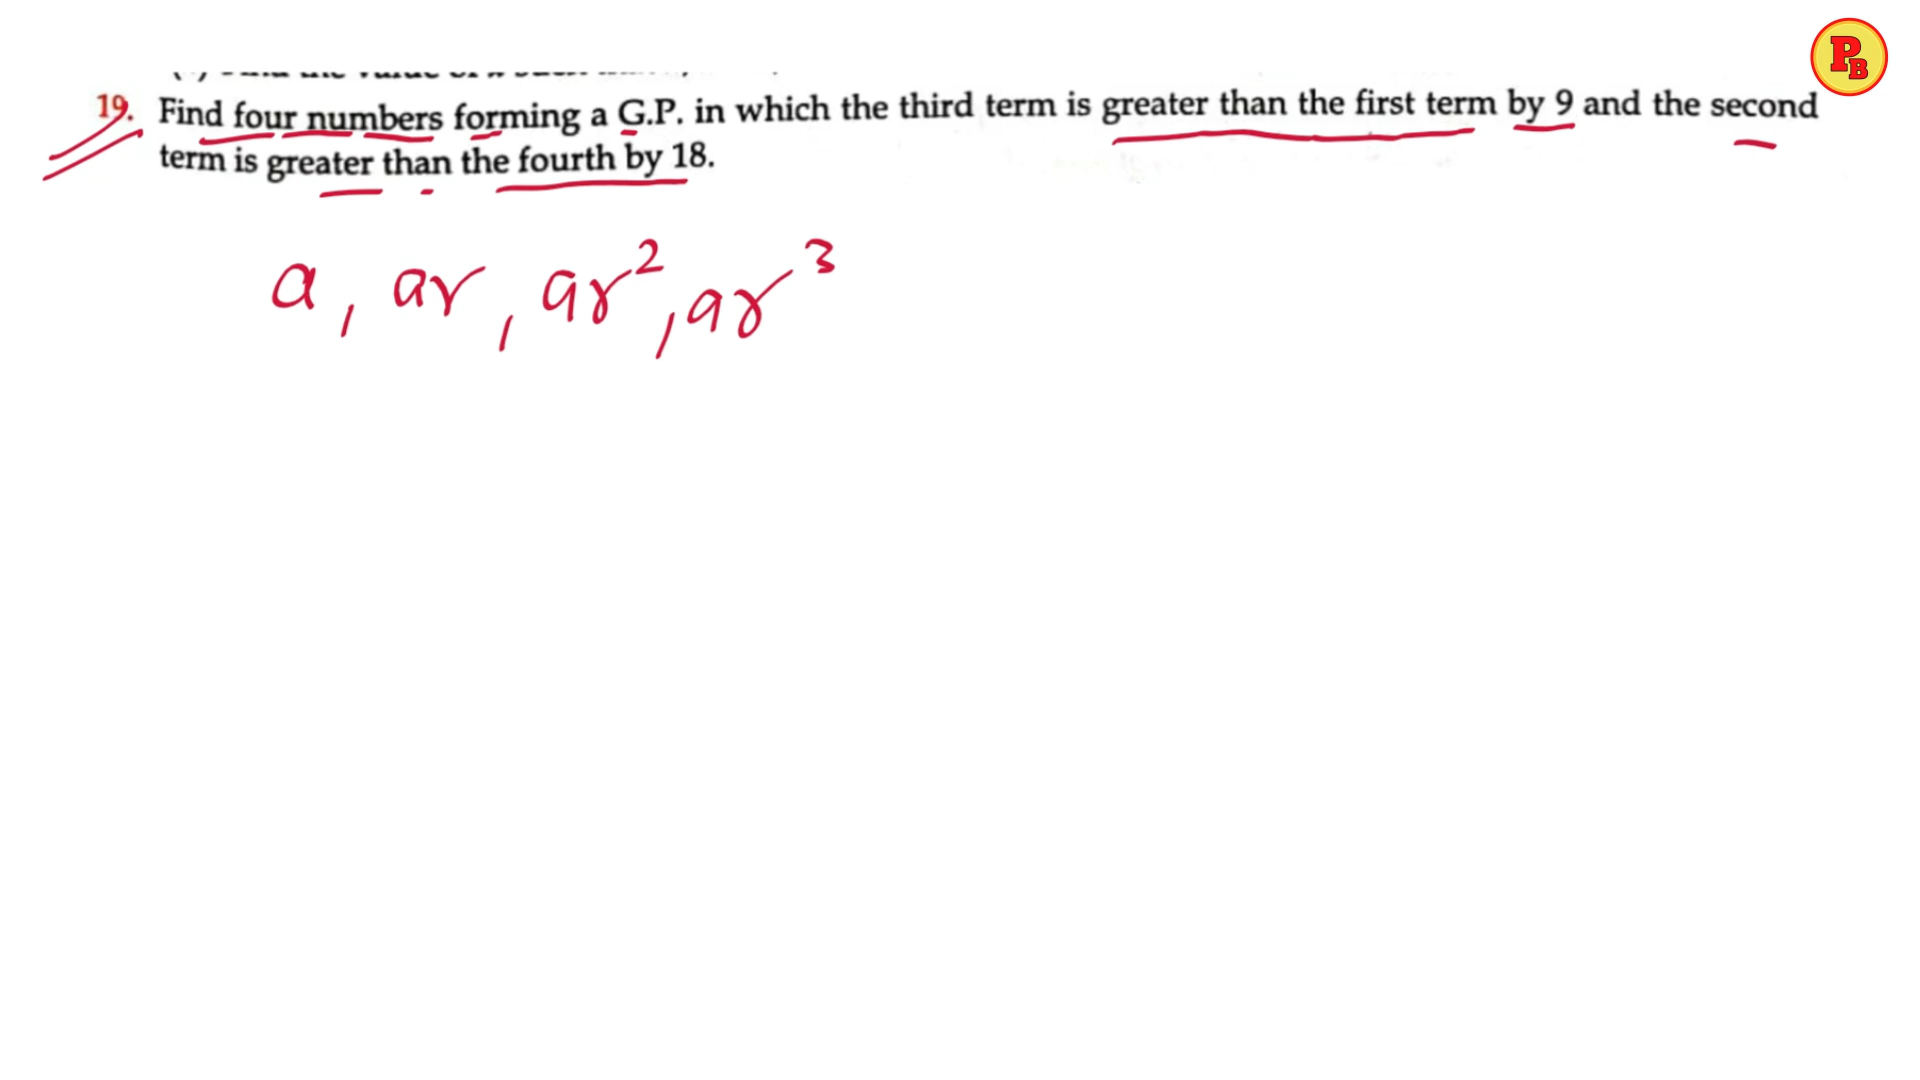 PB
19. Find four numbers forming a G.P. in which the third term is greater than the first term by 9 and the second
term is greater than the fourth by 18.
a, ar, ar², ar³